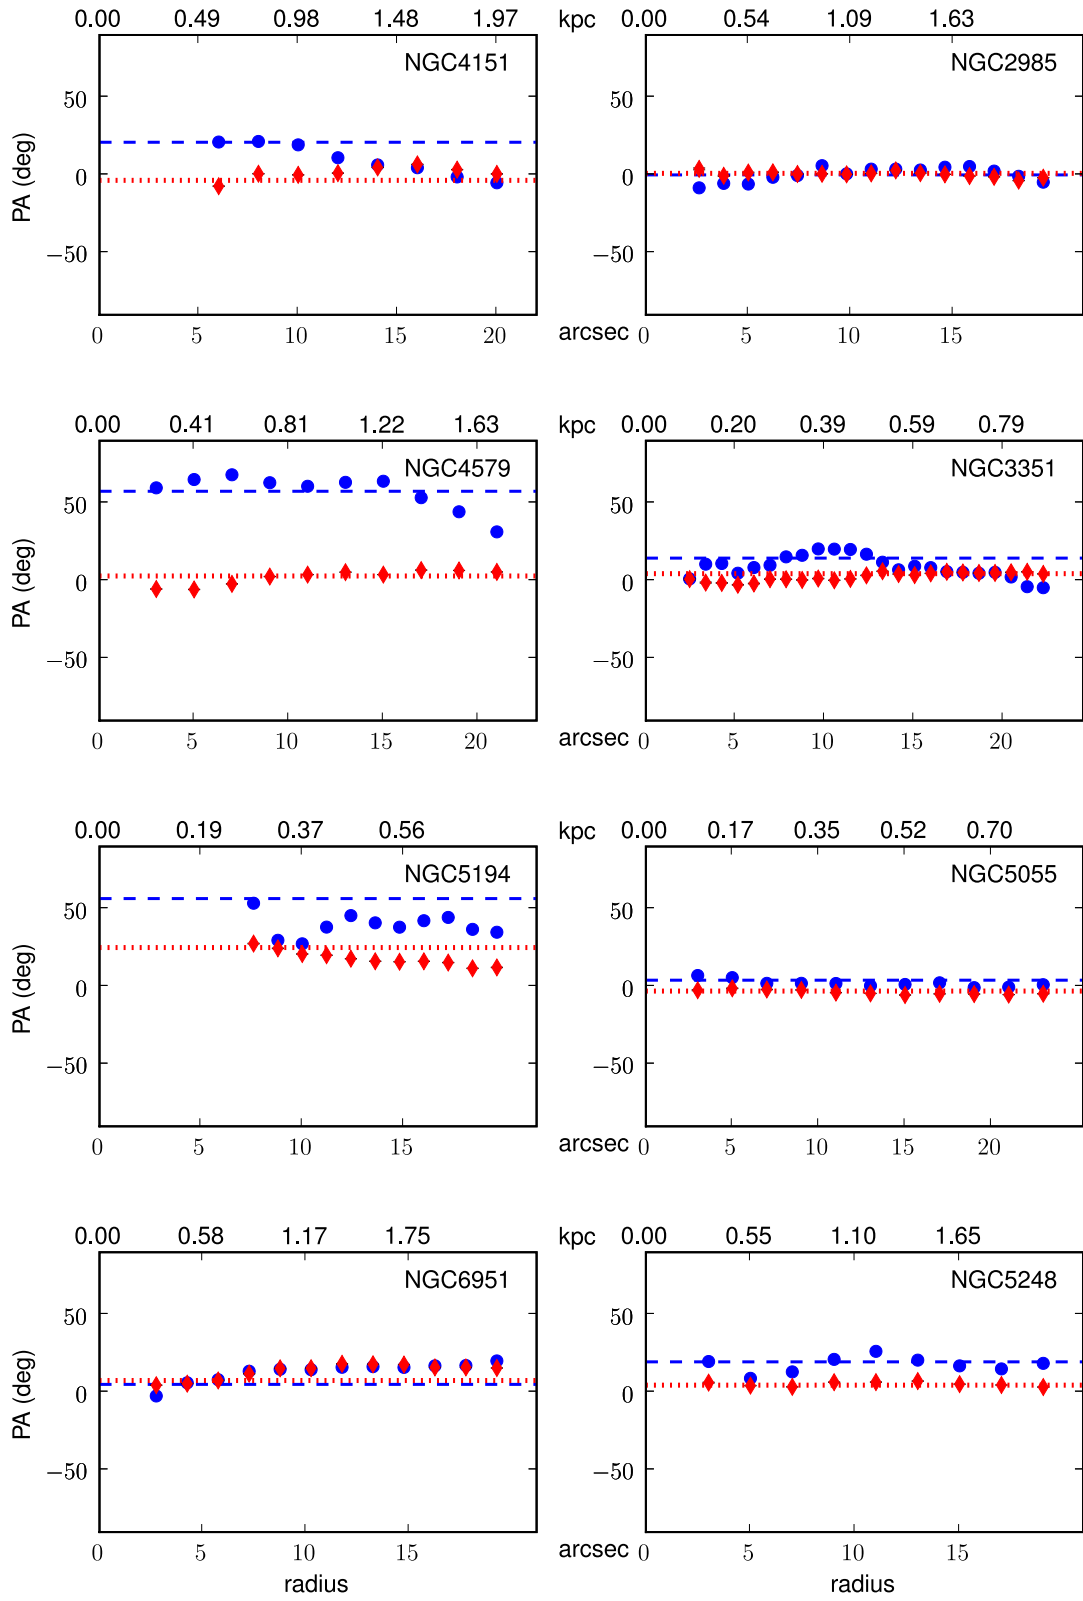 0.00 0.49 0.98 1.48 1.97 kpc 0.54 1.09 1.63
NGC4151 NGC2985
PA (deg) 50 0 −50 50 0 −50
0 5 10 15 20 arcsec 0 5 10 15
0.00 0.41 0.81 1.22 1.63 kpc 0.00 0.20 0.39 0.59 0.79
NGC4579 NGC3351
PA (deg) 50 0 −50 50 0 −50
0 5 10 15 20 arcsec 0 5 10 15 20
0.00 0.19 0.37 0.56 kpc 0.00 0.17 0.35 0.52 0.70
NGC5194 NGC5055
PA (deg) 50 0 −50 50 0 −50
0 5 10 15 arcsec 0 5 10 15 20
0.00 0.58 1.17 1.75 kpc 0.00 0.55 1.10 1.65
NGC6951 NGC5248
PA (deg) 50 0 −50 50 0 −50
0 5 10 15 arcsec 0 5 10 15
radius radius